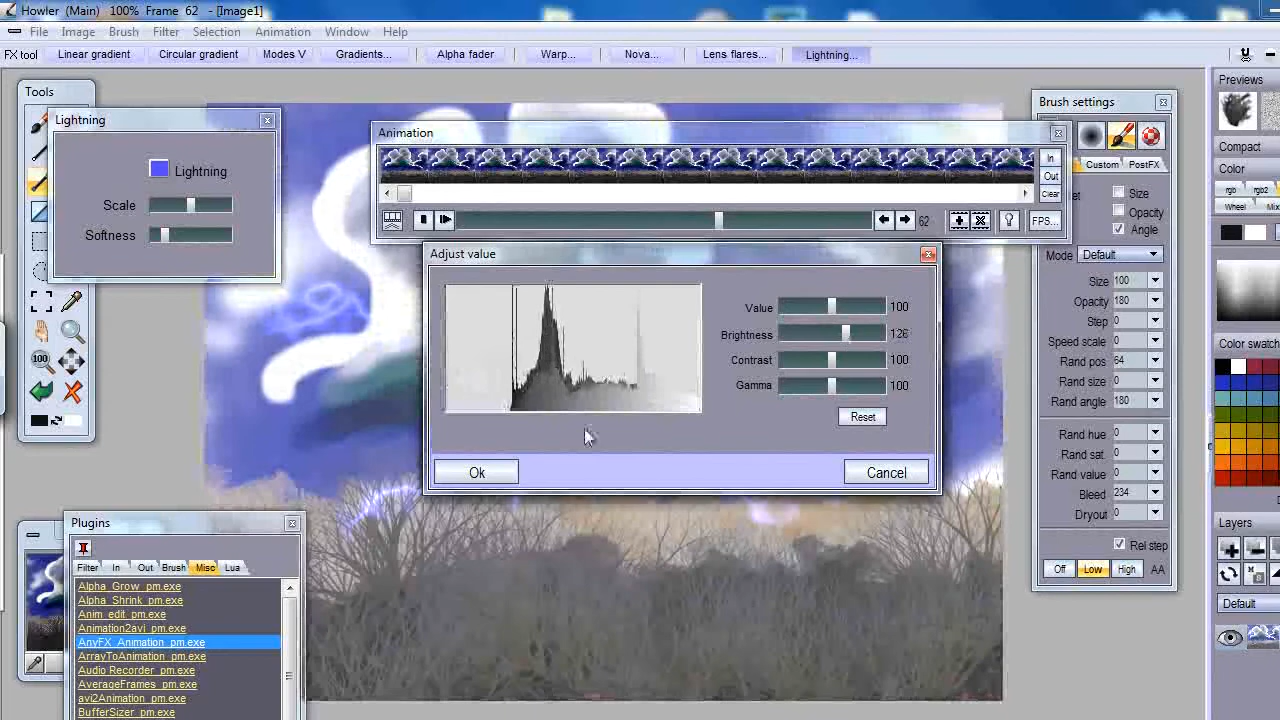 Howler (Main) 100% Frame 62 - [Image1]
File Image Brush Filter Selection Animation Window Help
FX tool Linear gradient Circular gradient Modes V Gradients... Alpha fader Warp... Nova... Lens flares... Lightning...
Tools
Lightning
Lightning
Scale
Softness
100
Animation
In
Out
Clear
62
FPS...
Adjust value
Value 100
Brightness 126
Contrast 100
Gamma 100
Reset
Ok Cancel
Plugins
Filter In Out Brush Misc Lua
Alpha_Grow_pm.exe
Alpha_Shrink_pm.exe
Anim_edit_pm.exe
Animation2avi_pm.exe
AnyFX_Animation_pm.exe
ArrayToAnimation_pm.exe
Audio Recorder_pm.exe
AverageFrames_pm.exe
avi2Animation_pm.exe
BufferSizer_pm.exe
Brush settings
Custom PostFX
Size
Opacity
Angle
Mode Default
Size 100
Opacity 180
Step 0
Speed scale 0
Rand pos 64
Rand size 0
Rand angle 180
Rand hue 0
Rand sat. 0
Rand value 0
Bleed 234
Dryout 0
Rel step
Off Low High AA
Previews
Compact
Color
rgb2
Wheel
Color swatch
Layers
Default